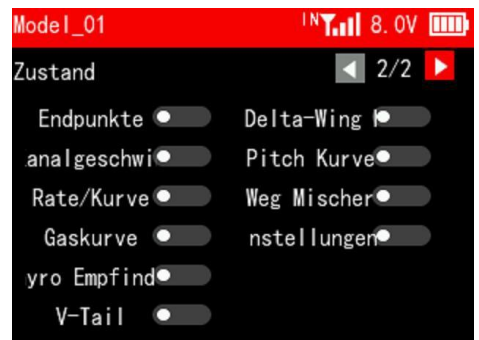 Model_01 IN 8.0V
Zustand 2/2
Endpunkte Delta-Wing
analgeschwi Pitch Kurve
Rate/Kurve Weg Mischer
Gaskurve nstellungen
yro Empfind
V-Tail